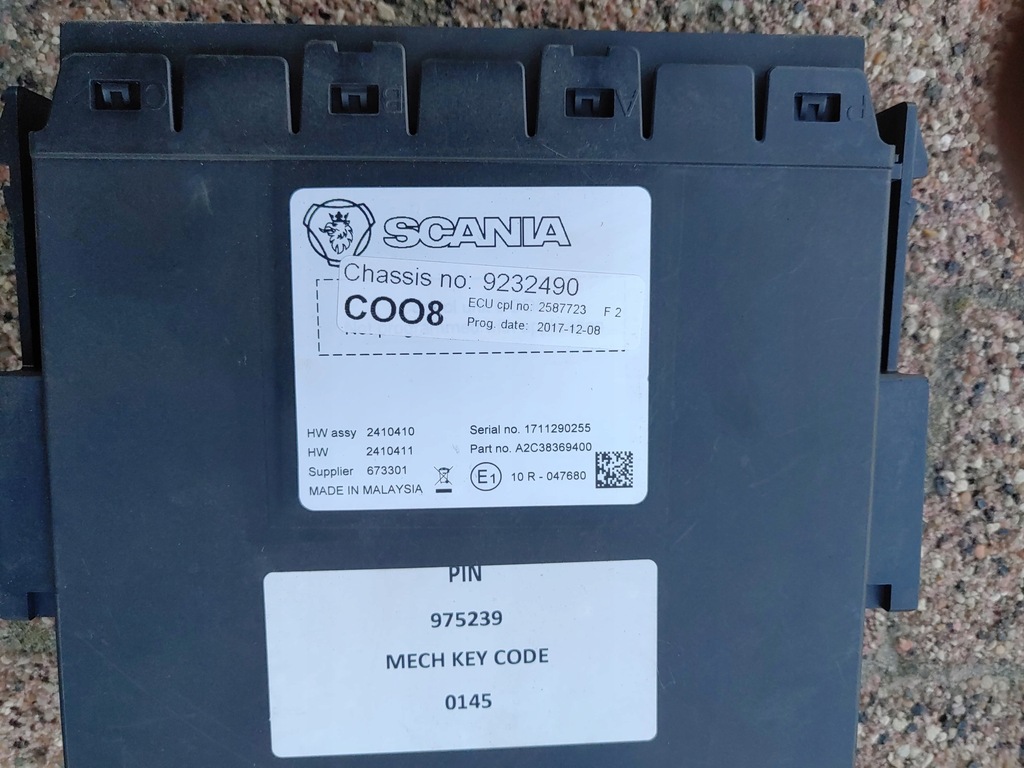 C B A P
SCANIA
Chassis no: 9232490
COO8 ECU cpl no: 2587723 F 2
Prog. date: 2017-12-08
HW assy 2410410 Serial no. 1711290255
HW 2410411 Part no. A2C38369400
Supplier 673301 E1 10 R - 047680
MADE IN MALAYSIA
PIN
975239
MECH KEY CODE
0145